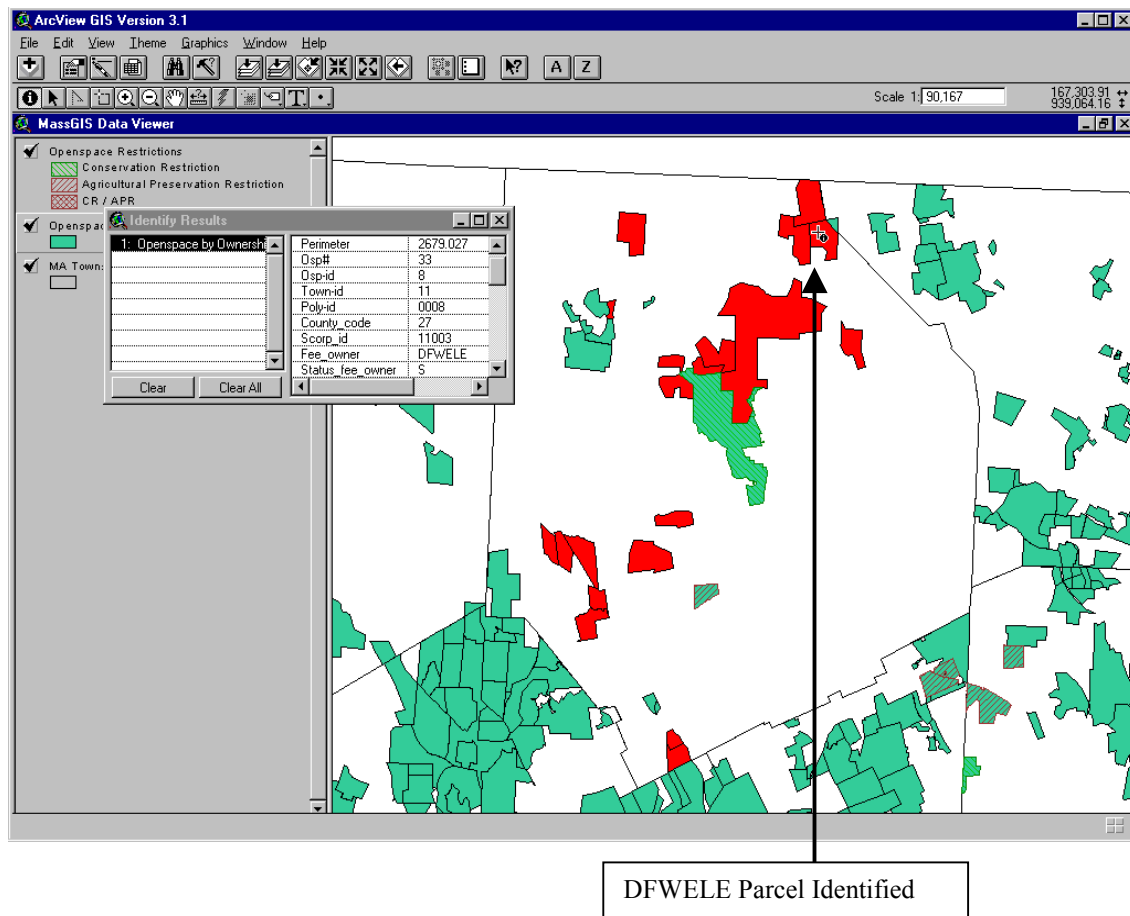 ArcView GIS Version 3.1
File Edit View Theme Graphics Window Help
A Z
T
Scale 1: 90,167
167,303.91
939,064.16
MassGIS Data Viewer
Openspace Restrictions
Conservation Restriction
Agricultural Preservation Restriction
CR / APR
Openspac
MA Town:
Identify Results
1: Openspace by Ownershi
Perimeter 2679.027
Osp# 33
Osp-id 8
Town-id 11
Poly-id 0008
County_code 27
Scorp_id 11003
Fee_owner DFWELE
Status_fee_owner S
Clear Clear All
DFWELE Parcel Identified